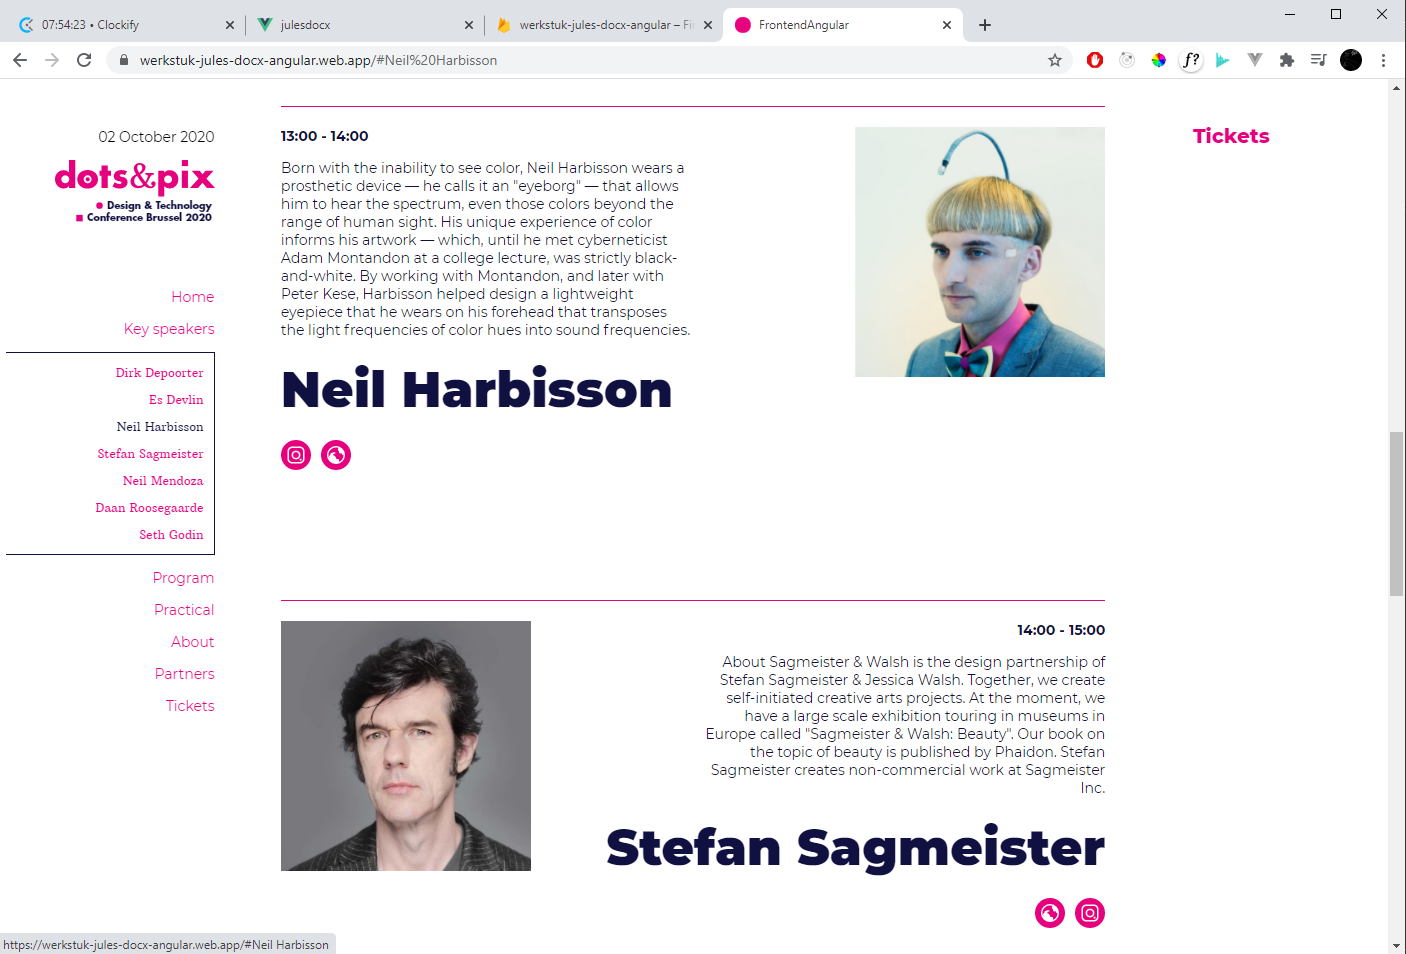 07:54:23 • Clockify
julesdocx
werkstuk-jules-docx-angular – Fi
FrontendAngular
werkstuk-jules-docx-angular.web.app/#Neil%20Harbisson
f?
02 October 2020
dots&pix
Design & Technology
Conference Brussel 2020
Home
Key speakers
Dirk Depoorter
Es Devlin
Neil Harbisson
Stefan Sagmeister
Neil Mendoza
Daan Roosegaarde
Seth Godin
Program
Practical
About
Partners
Tickets
13:00 - 14:00
Born with the inability to see color, Neil Harbisson wears a
prosthetic device — he calls it an "eyeborg" — that allows
him to hear the spectrum, even those colors beyond the
range of human sight. His unique experience of color
informs his artwork — which, until he met cyberneticist
Adam Montandon at a college lecture, was strictly black-
and-white. By working with Montandon, and later with
Peter Kese, Harbisson helped design a lightweight
eyepiece that he wears on his forehead that transposes
the light frequencies of color hues into sound frequencies.
Neil Harbisson
14:00 - 15:00
About Sagmeister & Walsh is the design partnership of
Stefan Sagmeister & Jessica Walsh. Together, we create
self-initiated creative arts projects. At the moment, we
have a large scale exhibition touring in museums in
Europe called "Sagmeister & Walsh: Beauty". Our book on
the topic of beauty is published by Phaidon. Stefan
Sagmeister creates non-commercial work at Sagmeister
Inc.
Stefan Sagmeister
Tickets
https://werkstuk-jules-docx-angular.web.app/#Neil Harbisson